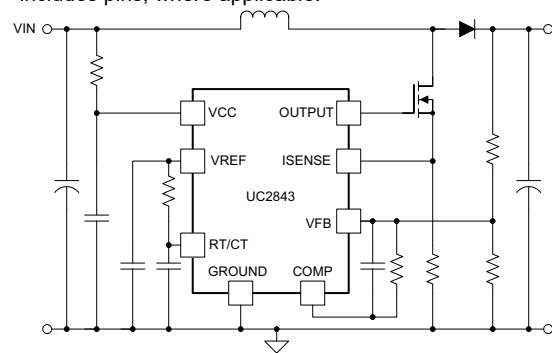 includes pins, where applicable.
VIN
VCC
OUTPUT
VREF
ISENSE
UC2843
VFB
RT/CT
GROUND
COMP